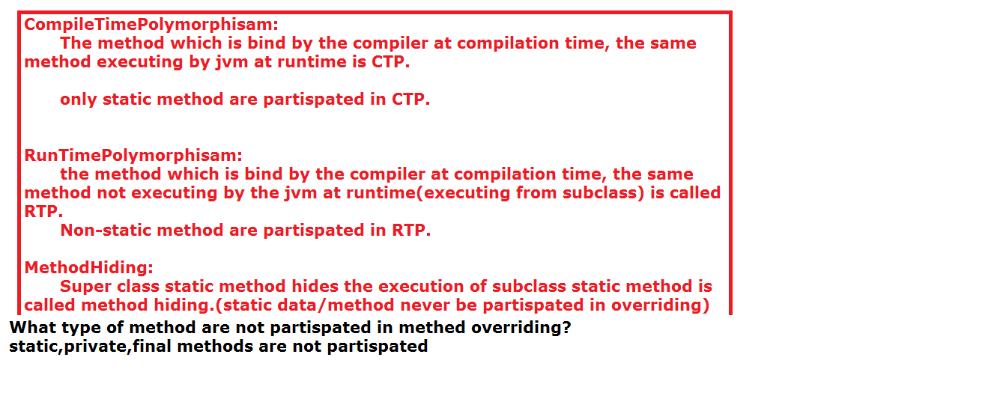 CompileTimePolymorphisam:
The method which is bind by the compiler at compilation time, the same
method executing by jvm at runtime is CTP.
only static method are partispated in CTP.
RunTimePolymorphisam:
the method which is bind by the compiler at compilation time, the same
method not executing by the jvm at runtime(executing from subclass) is called
RTP.
Non-static method are partispated in RTP.
MethodHiding:
Super class static method hides the execution of subclass static method is
called method hiding.(static data/method never be partispated in overriding)
What type of method are not partispated in methed overriding?
static,private,final methods are not partispated